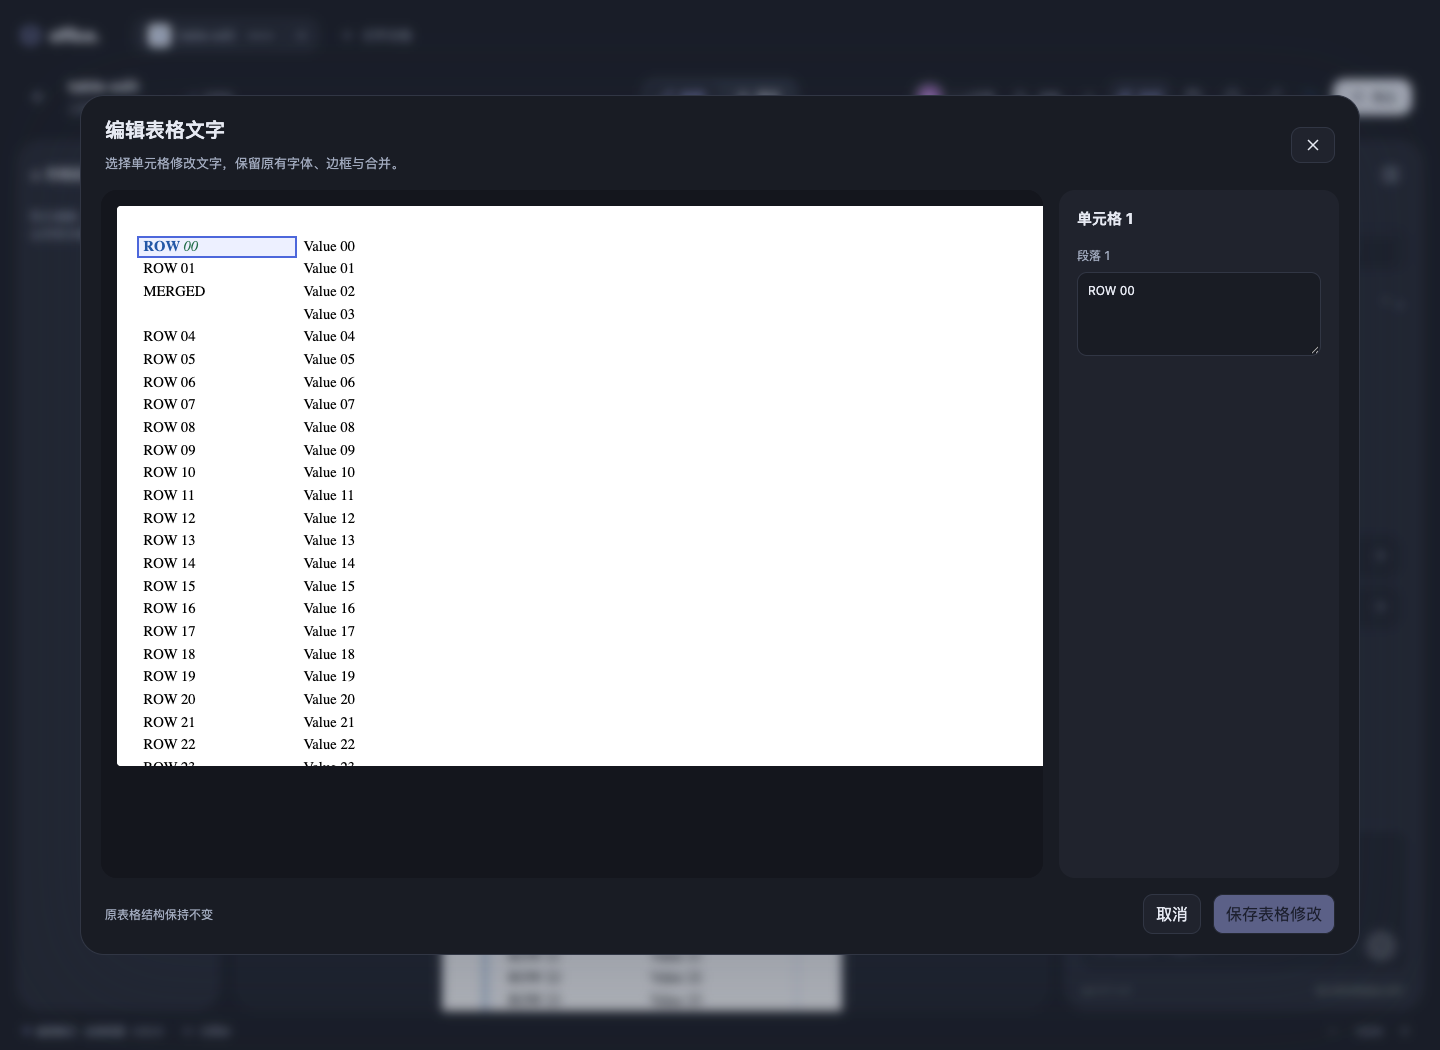 office.
编辑表格文字
选择单元格修改文字，保留原有字体、边框与合并。
ROW 00 Value 00
ROW 01 Value 01
MERGED Value 02
Value 03
ROW 04 Value 04
ROW 05 Value 05
ROW 06 Value 06
ROW 07 Value 07
ROW 08 Value 08
ROW 09 Value 09
ROW 10 Value 10
ROW 11 Value 11
ROW 12 Value 12
ROW 13 Value 13
ROW 14 Value 14
ROW 15 Value 15
ROW 16 Value 16
ROW 17 Value 17
ROW 18 Value 18
ROW 19 Value 19
ROW 20 Value 20
ROW 21 Value 21
ROW 22 Value 22
ROW 23 Value 23
单元格 1
段落 1
ROW 00
原表格结构保持不变
取消
保存表格修改